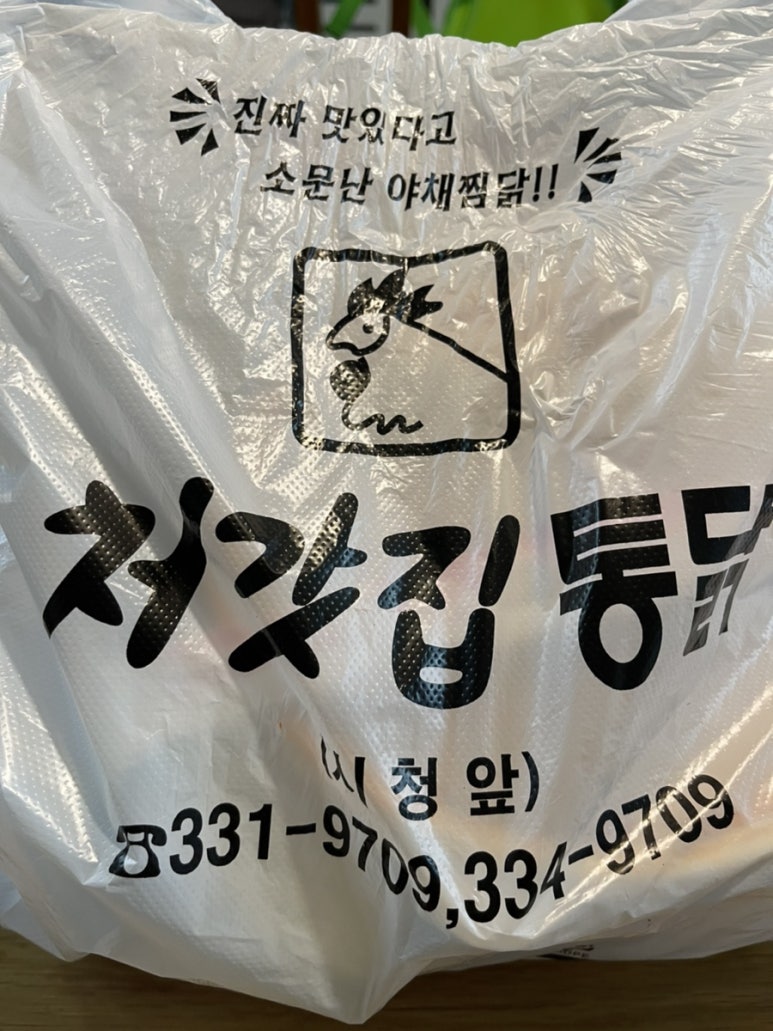 진짜 맛있다고
소문난 야채찜닭!!
처갓집 통닭
(시청 앞)
☎331-9709,334-9709